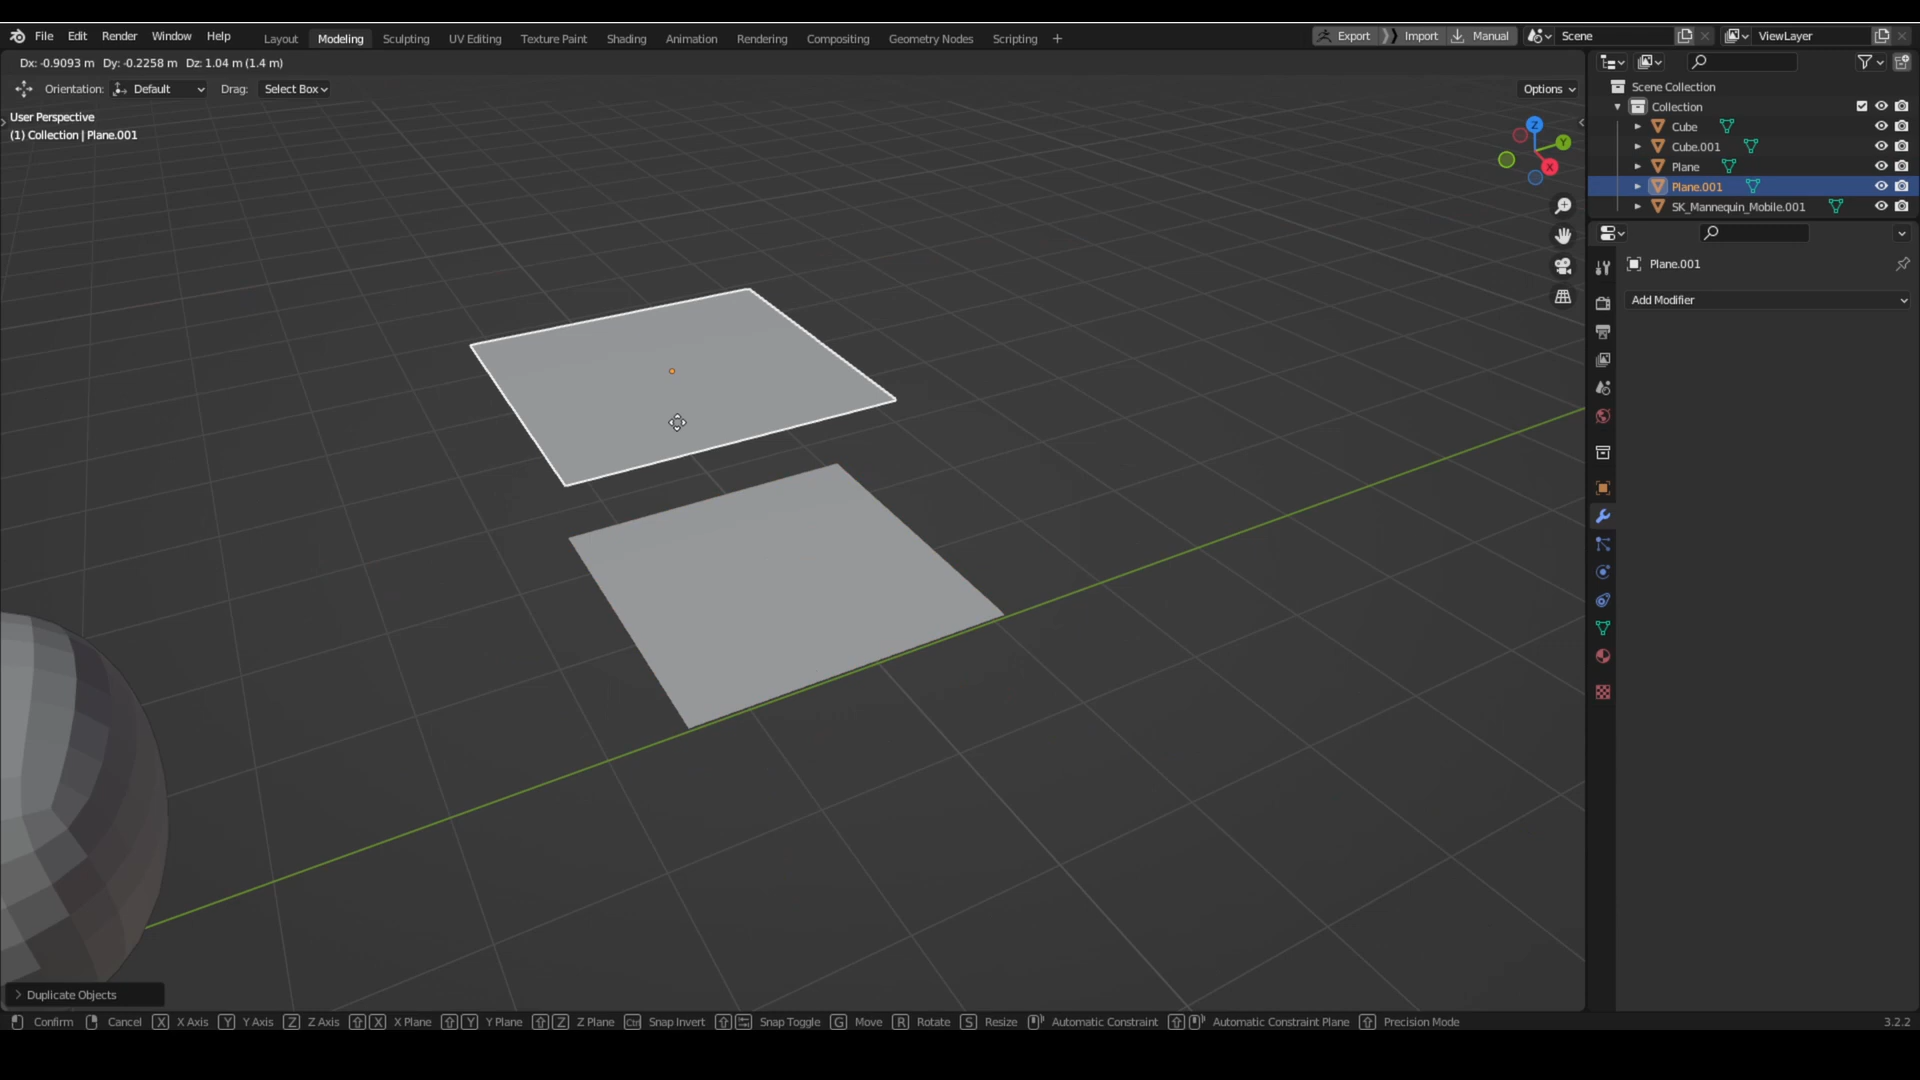 File Edit Render Window Help Layout Modeling Sculpting UV Editing Texture Paint Shading Animation Rendering Compositing Geometry Nodes Scripting + Export Import Manual Scene ViewLayer
Dx: -0.9093 m Dy: -0.2258 m Dz: 1.04 m (1.4 m)
Orientation: Default Drag: Select Box Options
User Perspective
(1) Collection | Plane.001
Z
Y
X
Scene Collection
Collection
Cube
Cube.001
Plane
Plane.001
SK_Mannequin_Mobile.001
Plane.001
Add Modifier
Duplicate Objects
Confirm Cancel X X Axis Y Y Axis Z Z Axis X X Plane Y Y Plane Z Z Plane Ctrl Snap Invert Snap Toggle G Move R Rotate S Resize Automatic Constraint Automatic Constraint Plane Precision Mode 3.2.2